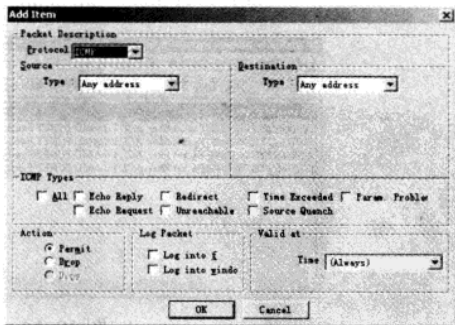 Add Item
Packet Description
Protocol ICMP
Source
Type Any address
Destination
Type Any address
ICMP Types
All Echo Reply Redirect Time Exceeded Param. Problem
Echo Request Unreachable Source Quench
Action
Permit
Drop
Log Packet
Log into f
Log into windo
Valid at
Time (Always)
OK Cancel